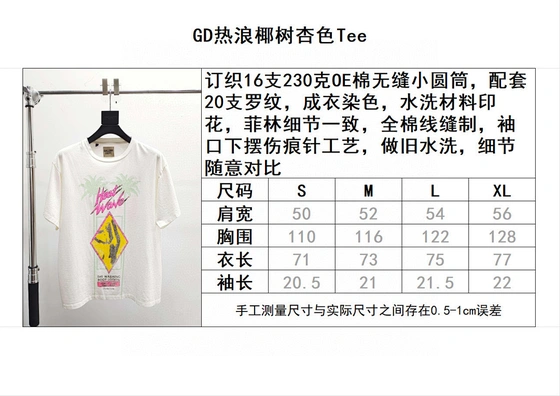 GD热浪椰树杏色Tee
订织16支230克OE棉无缝小圆筒，配套
20支罗纹，成衣染色，水洗材料印
花，菲林细节一致，全棉线缝制，袖
口下摆伤痕针工艺，做旧水洗，细节
随意对比
尺码 S M L XL
肩宽 50 52 54 56
胸围 110 116 122 128
衣长 71 73 75 77
袖长 20.5 21 21.5 22
手工测量尺寸与实际尺寸之间存在0.5-1cm误差
Heat
Wave